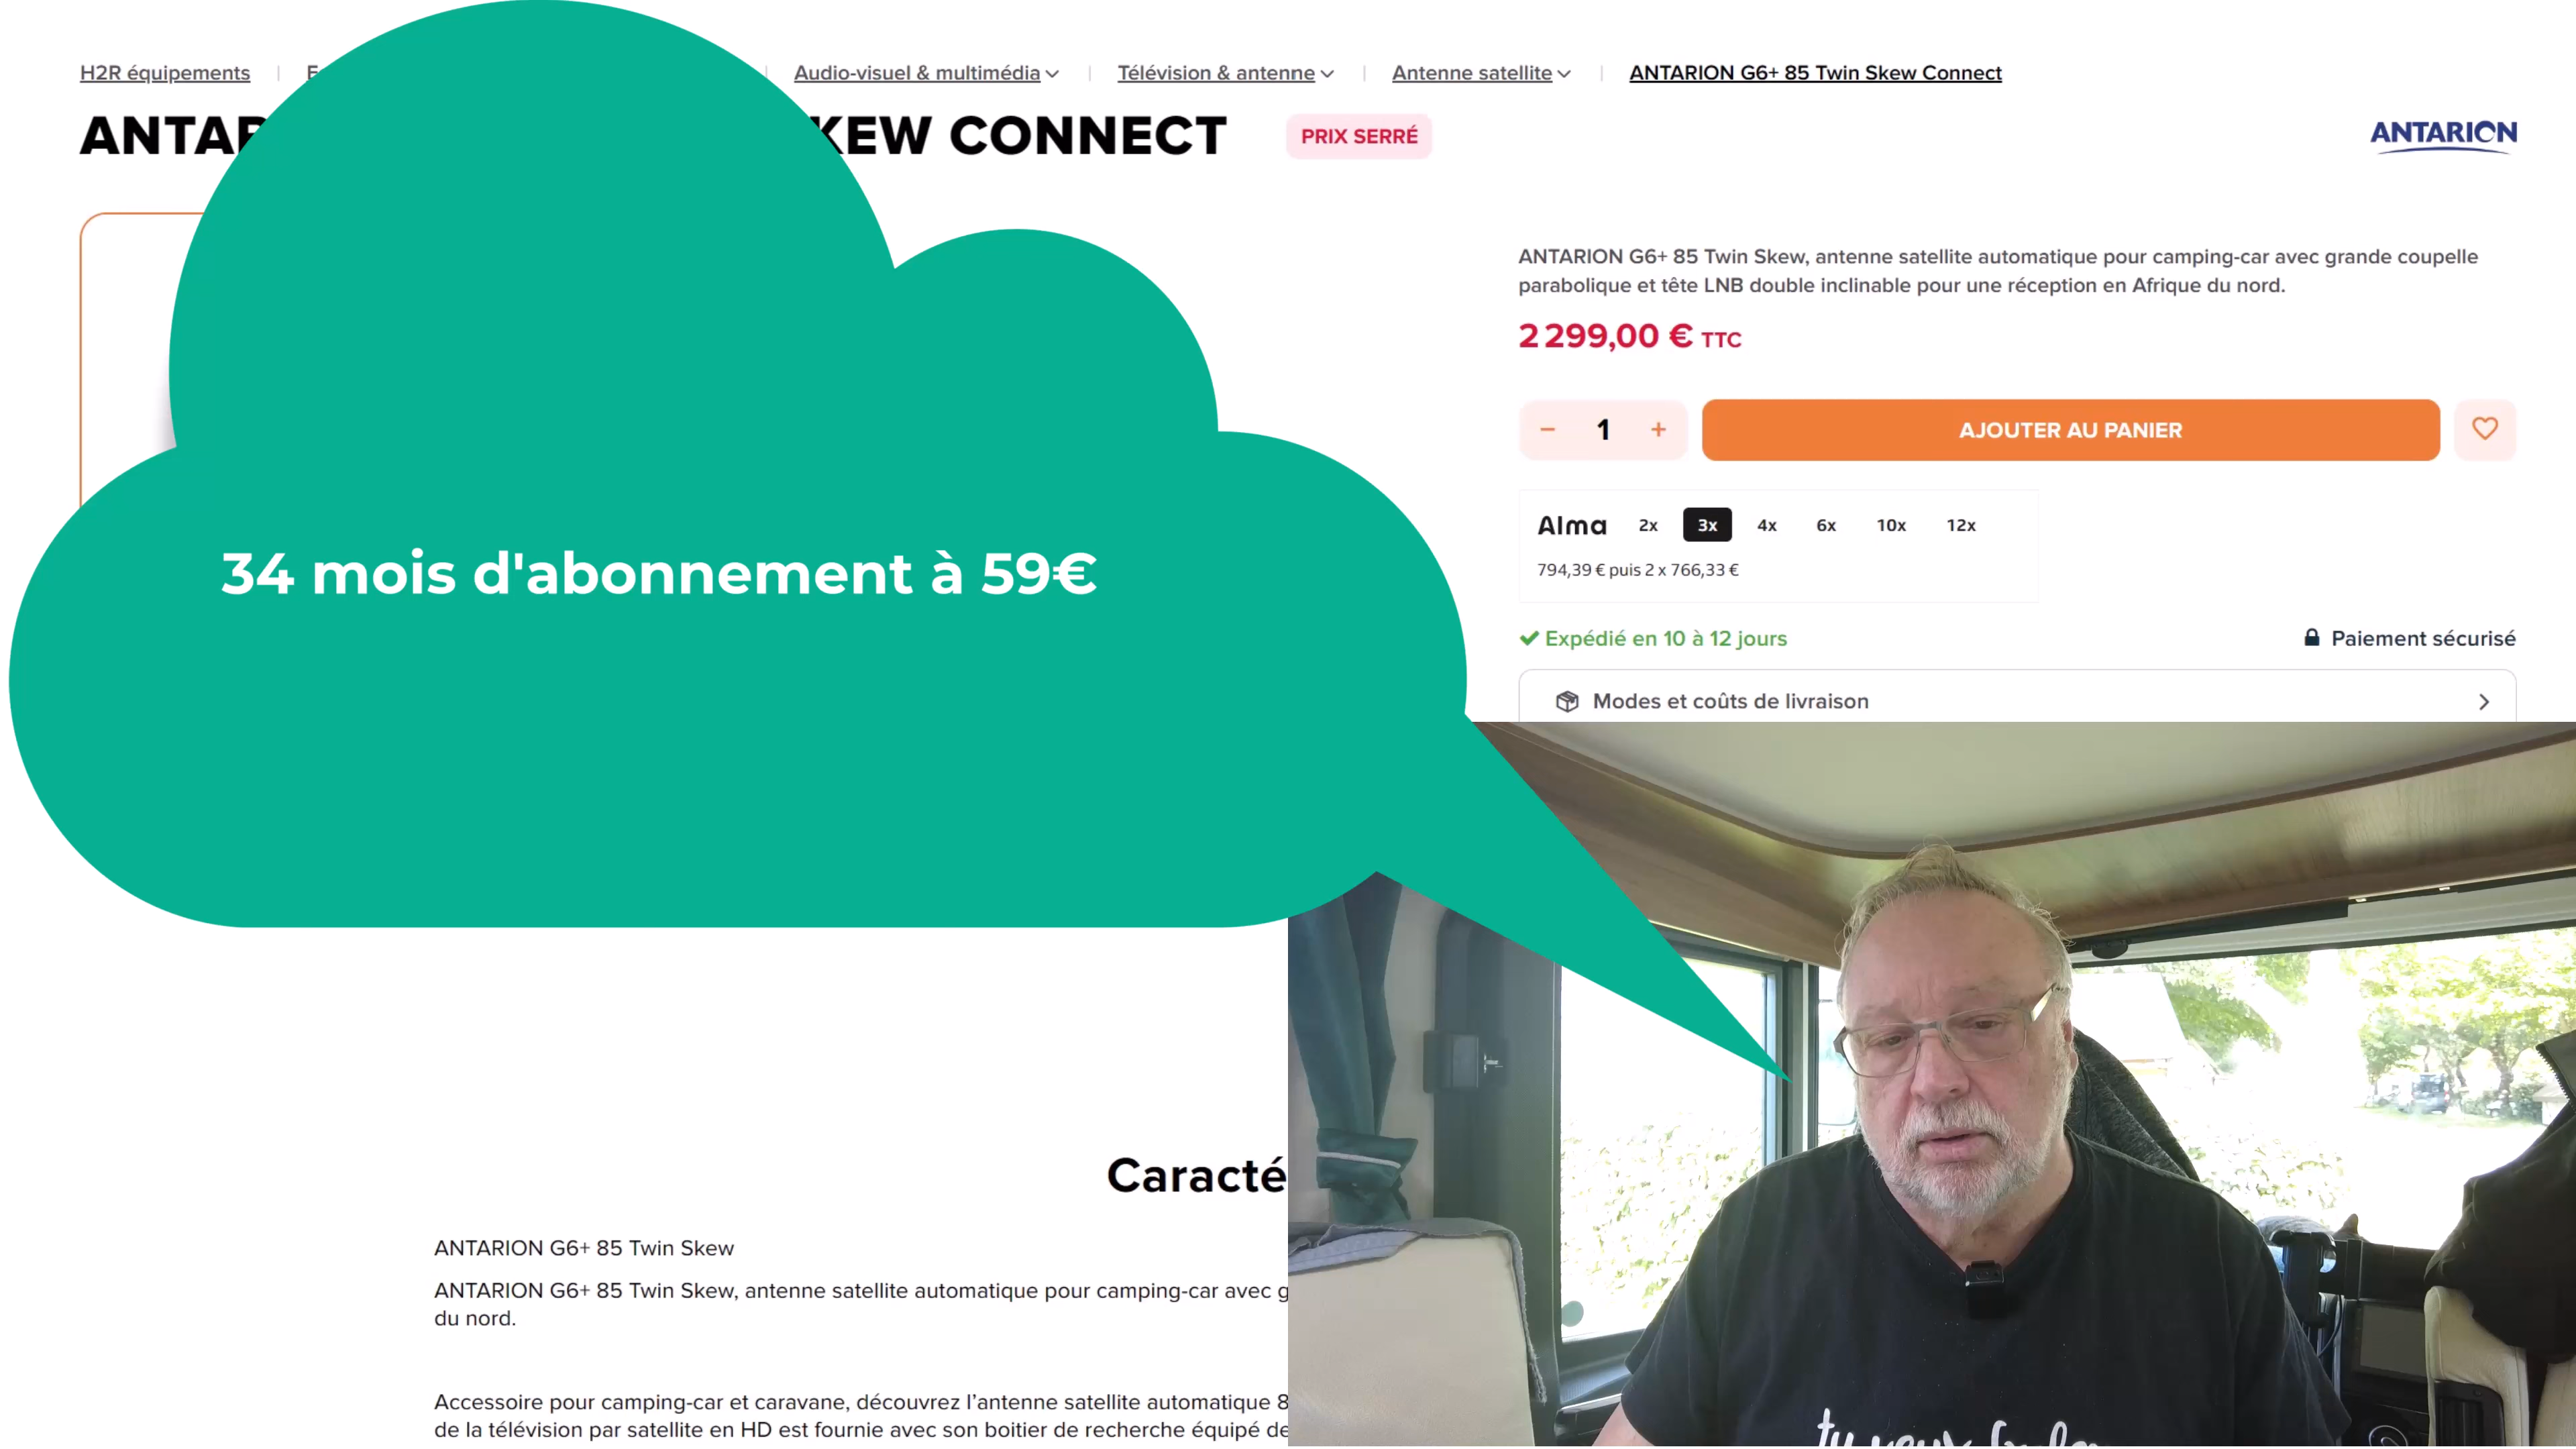 H2R équipements
Audio-visuel & multimédia
Télévision & antenne
Antenne satellite
ANTARION G6+ 85 Twin Skew Connect
CONNECT
PRIX SERRÉ
ANTARION
ANTARION G6+ 85 Twin Skew, antenne satellite automatique pour camping-car avec grande coupelle
parabolique et tête LNB double inclinable pour une réception en Afrique du nord.
2 299,00 € TTC
− 1 +
AJOUTER AU PANIER
Alma 2x 3x 4x 6x 10x 12x
794,39 € puis 2 x 766,33 €
Expédié en 10 à 12 jours
Paiement sécurisé
Modes et coûts de livraison
34 mois d'abonnement à 59€
Caracté
ANTARION G6+ 85 Twin Skew
ANTARION G6+ 85 Twin Skew, antenne satellite automatique pour camping-car avec g
du nord.
Accessoire pour camping-car et caravane, découvrez l’antenne satellite automatique 8
de la télévision par satellite en HD est fournie avec son boitier de recherche équipé de